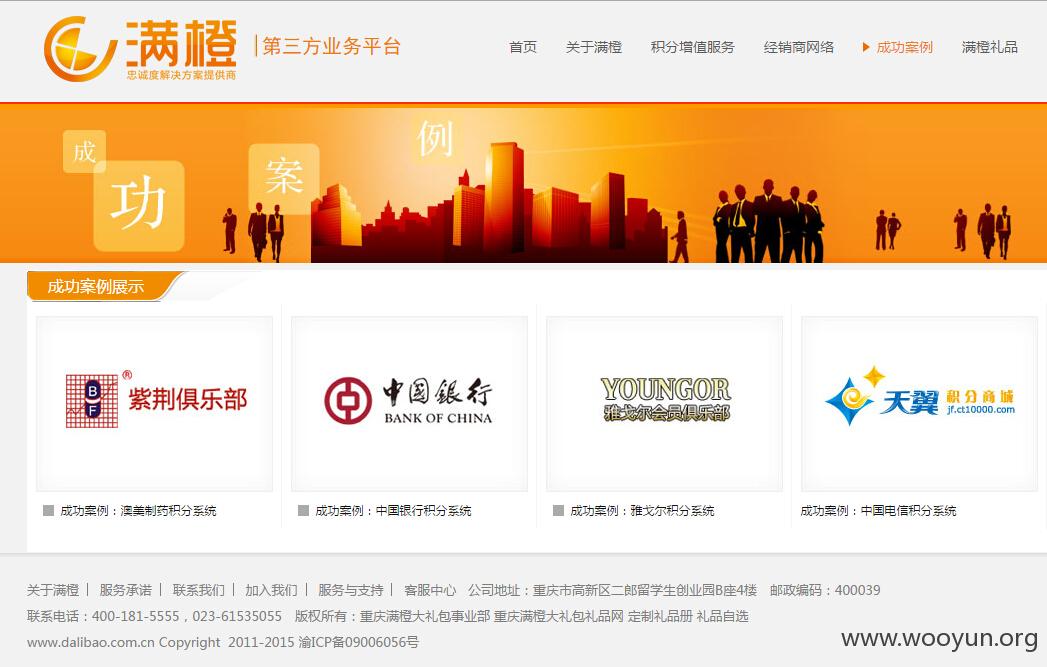 满橙
忠诚度解决方案提供商
第三方业务平台
首页 关于满橙 积分增值服务 经销商网络 成功案例 满橙礼品
成
功
案
例
成功案例展示
BF® 紫荆俱乐部
中国銀行
BANK OF CHINA
YOUNGOR
雅戈尔会员俱乐部
天翼 积分商城
jf.ct10000.com
成功案例：澳美制药积分系统
成功案例：中国银行积分系统
成功案例：雅戈尔积分系统
成功案例：中国电信积分系统
关于满橙 | 服务承诺 | 联系我们 | 加入我们 | 服务与支持 | 客服中心 公司地址：重庆市高新区二郎留学生创业园B座4楼 邮政编码：400039
联系电话：400-181-5555，023-61535055 版权所有：重庆满橙大礼包事业部 重庆满橙大礼包礼品网 定制礼品册 礼品自选
www.dalibao.com.cn Copyright 2011-2015 渝ICP备09006056号
www.wooyun.org